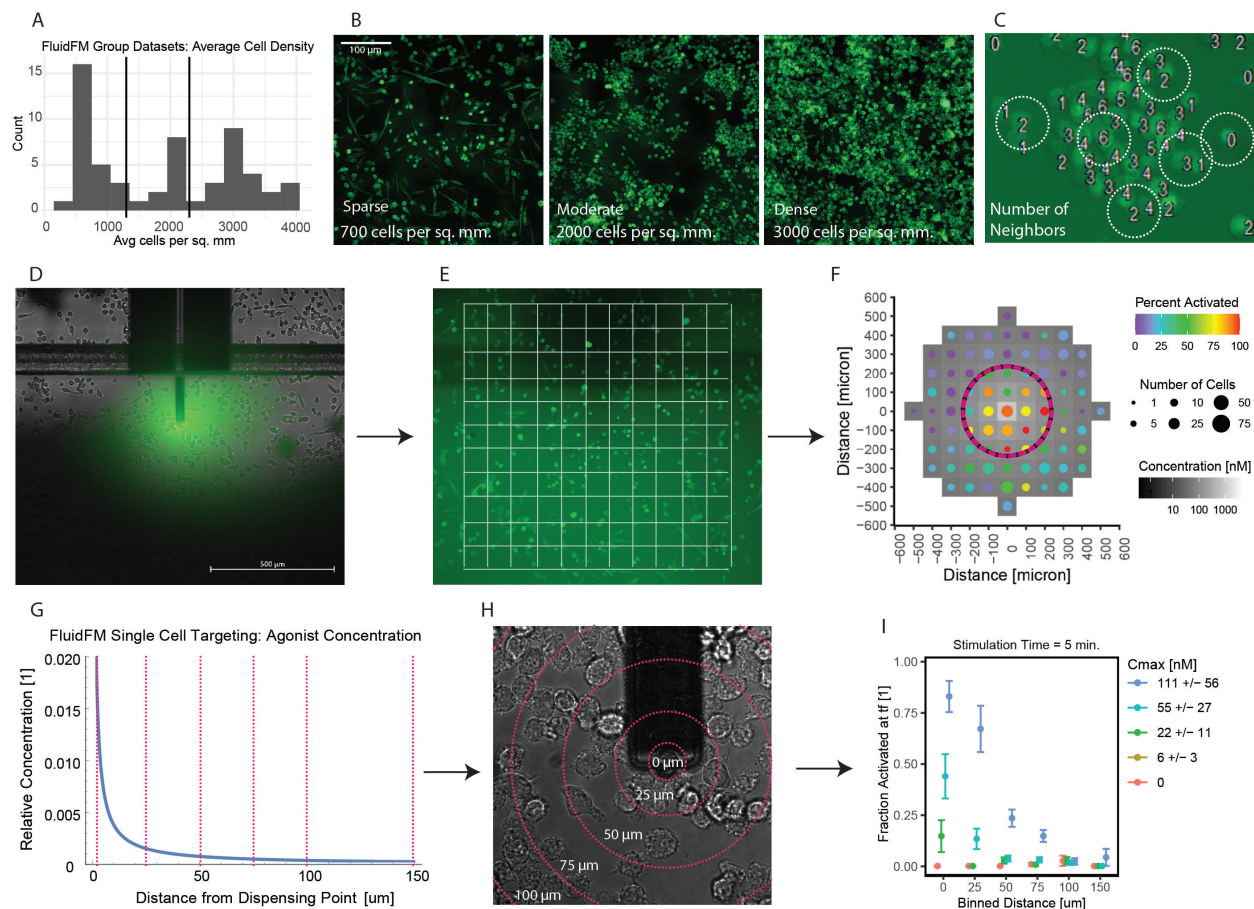 A
FluidFM Group Datasets: Average Cell Density
15
10
5
0
Count
0 1000 2000 3000 4000
Avg cells per sq. mm
B
100 µm
Sparse
700 cells per sq. mm.
Moderate
2000 cells per sq. mm.
Dense
3000 cells per sq. mm.
C
Number of
Neighbors
D
500 µm
E
F
600
500
400
300
200
100
0
−100
−200
−300
−400
−500
−600
Distance [micron]
−600 −500 −400 −300 −200 −100 0 100 200 300 400 500 600
Distance [micron]
Percent Activated
0 25 50 75 100
Number of Cells
1 10 50
5 25 75
Concentration [nM]
10 100 1000
G
FluidFM Single Cell Targeting: Agonist Concentration
0.020
0.015
0.010
0.005
0
Relative Concentration [1]
0 50 100 150
Distance from Dispensing Point [um]
H
0 µm
25 µm
50 µm
75 µm
100 µm
I
Stimulation Time = 5 min.
1.00
0.75
0.50
0.25
0.00
Fraction Activated at tf [1]
0 25 50 75 100 150
Binned Distance [um]
Cmax [nM]
111 +/− 56
55 +/− 27
22 +/− 11
6 +/− 3
0